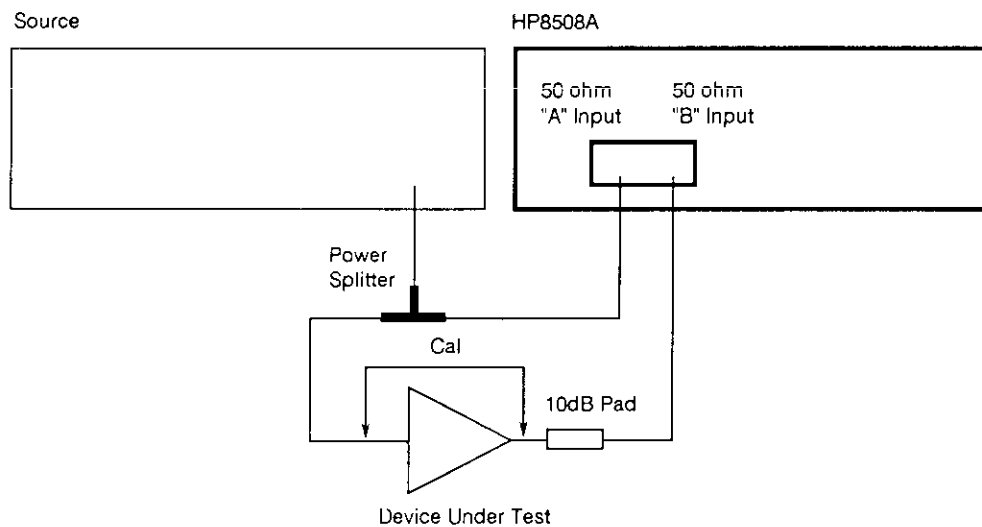 Source
HP8508A
50 ohm
"A" Input
50 ohm
"B" Input
Power
Splitter
Cal
10dB Pad
Device Under Test